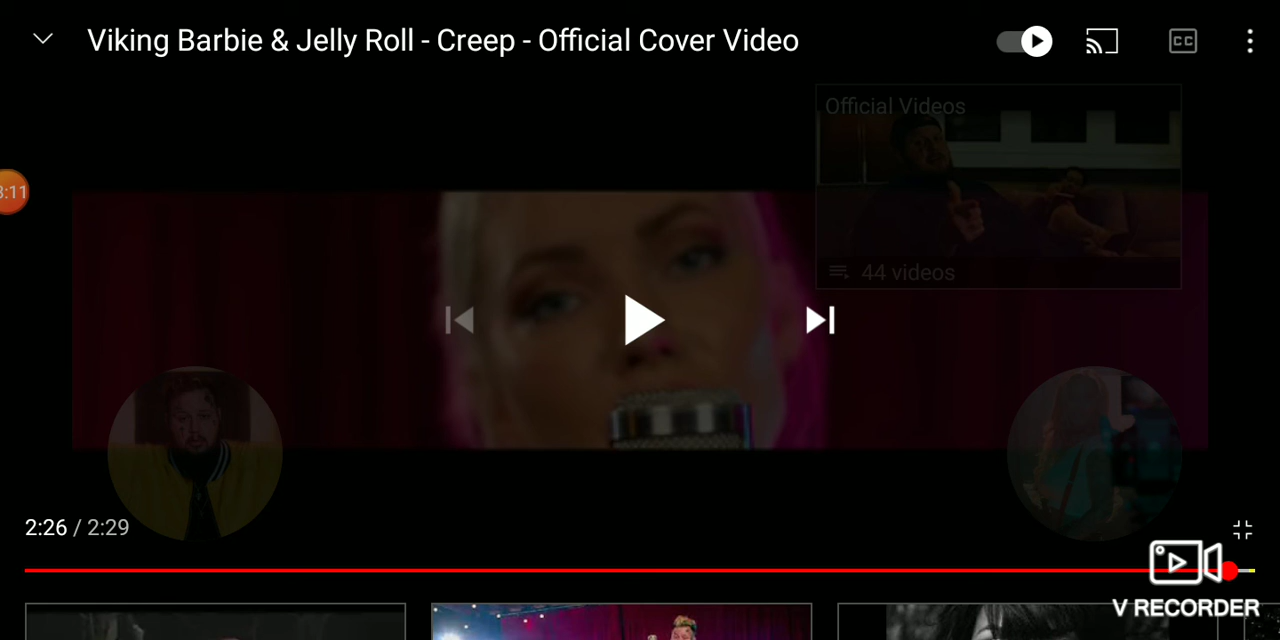 Viking Barbie & Jelly Roll - Creep - Official Cover Video
CC
Official Videos
3:11
44 videos
2:26 / 2:29
V RECORDER